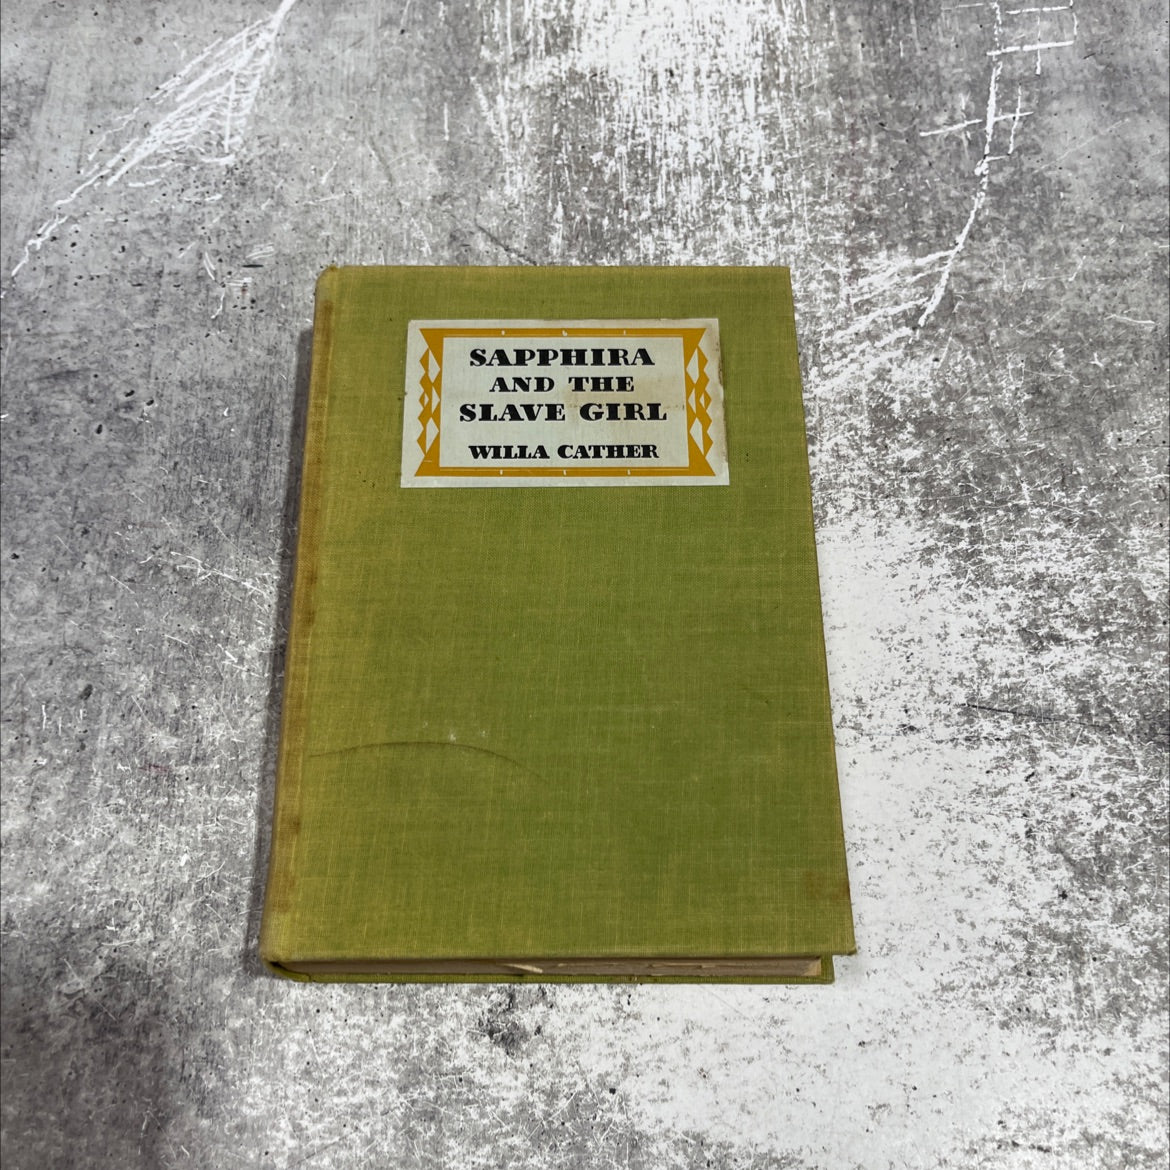 SAPPHIRA
AND THE
SLAVE GIRL
WILLA CATHER